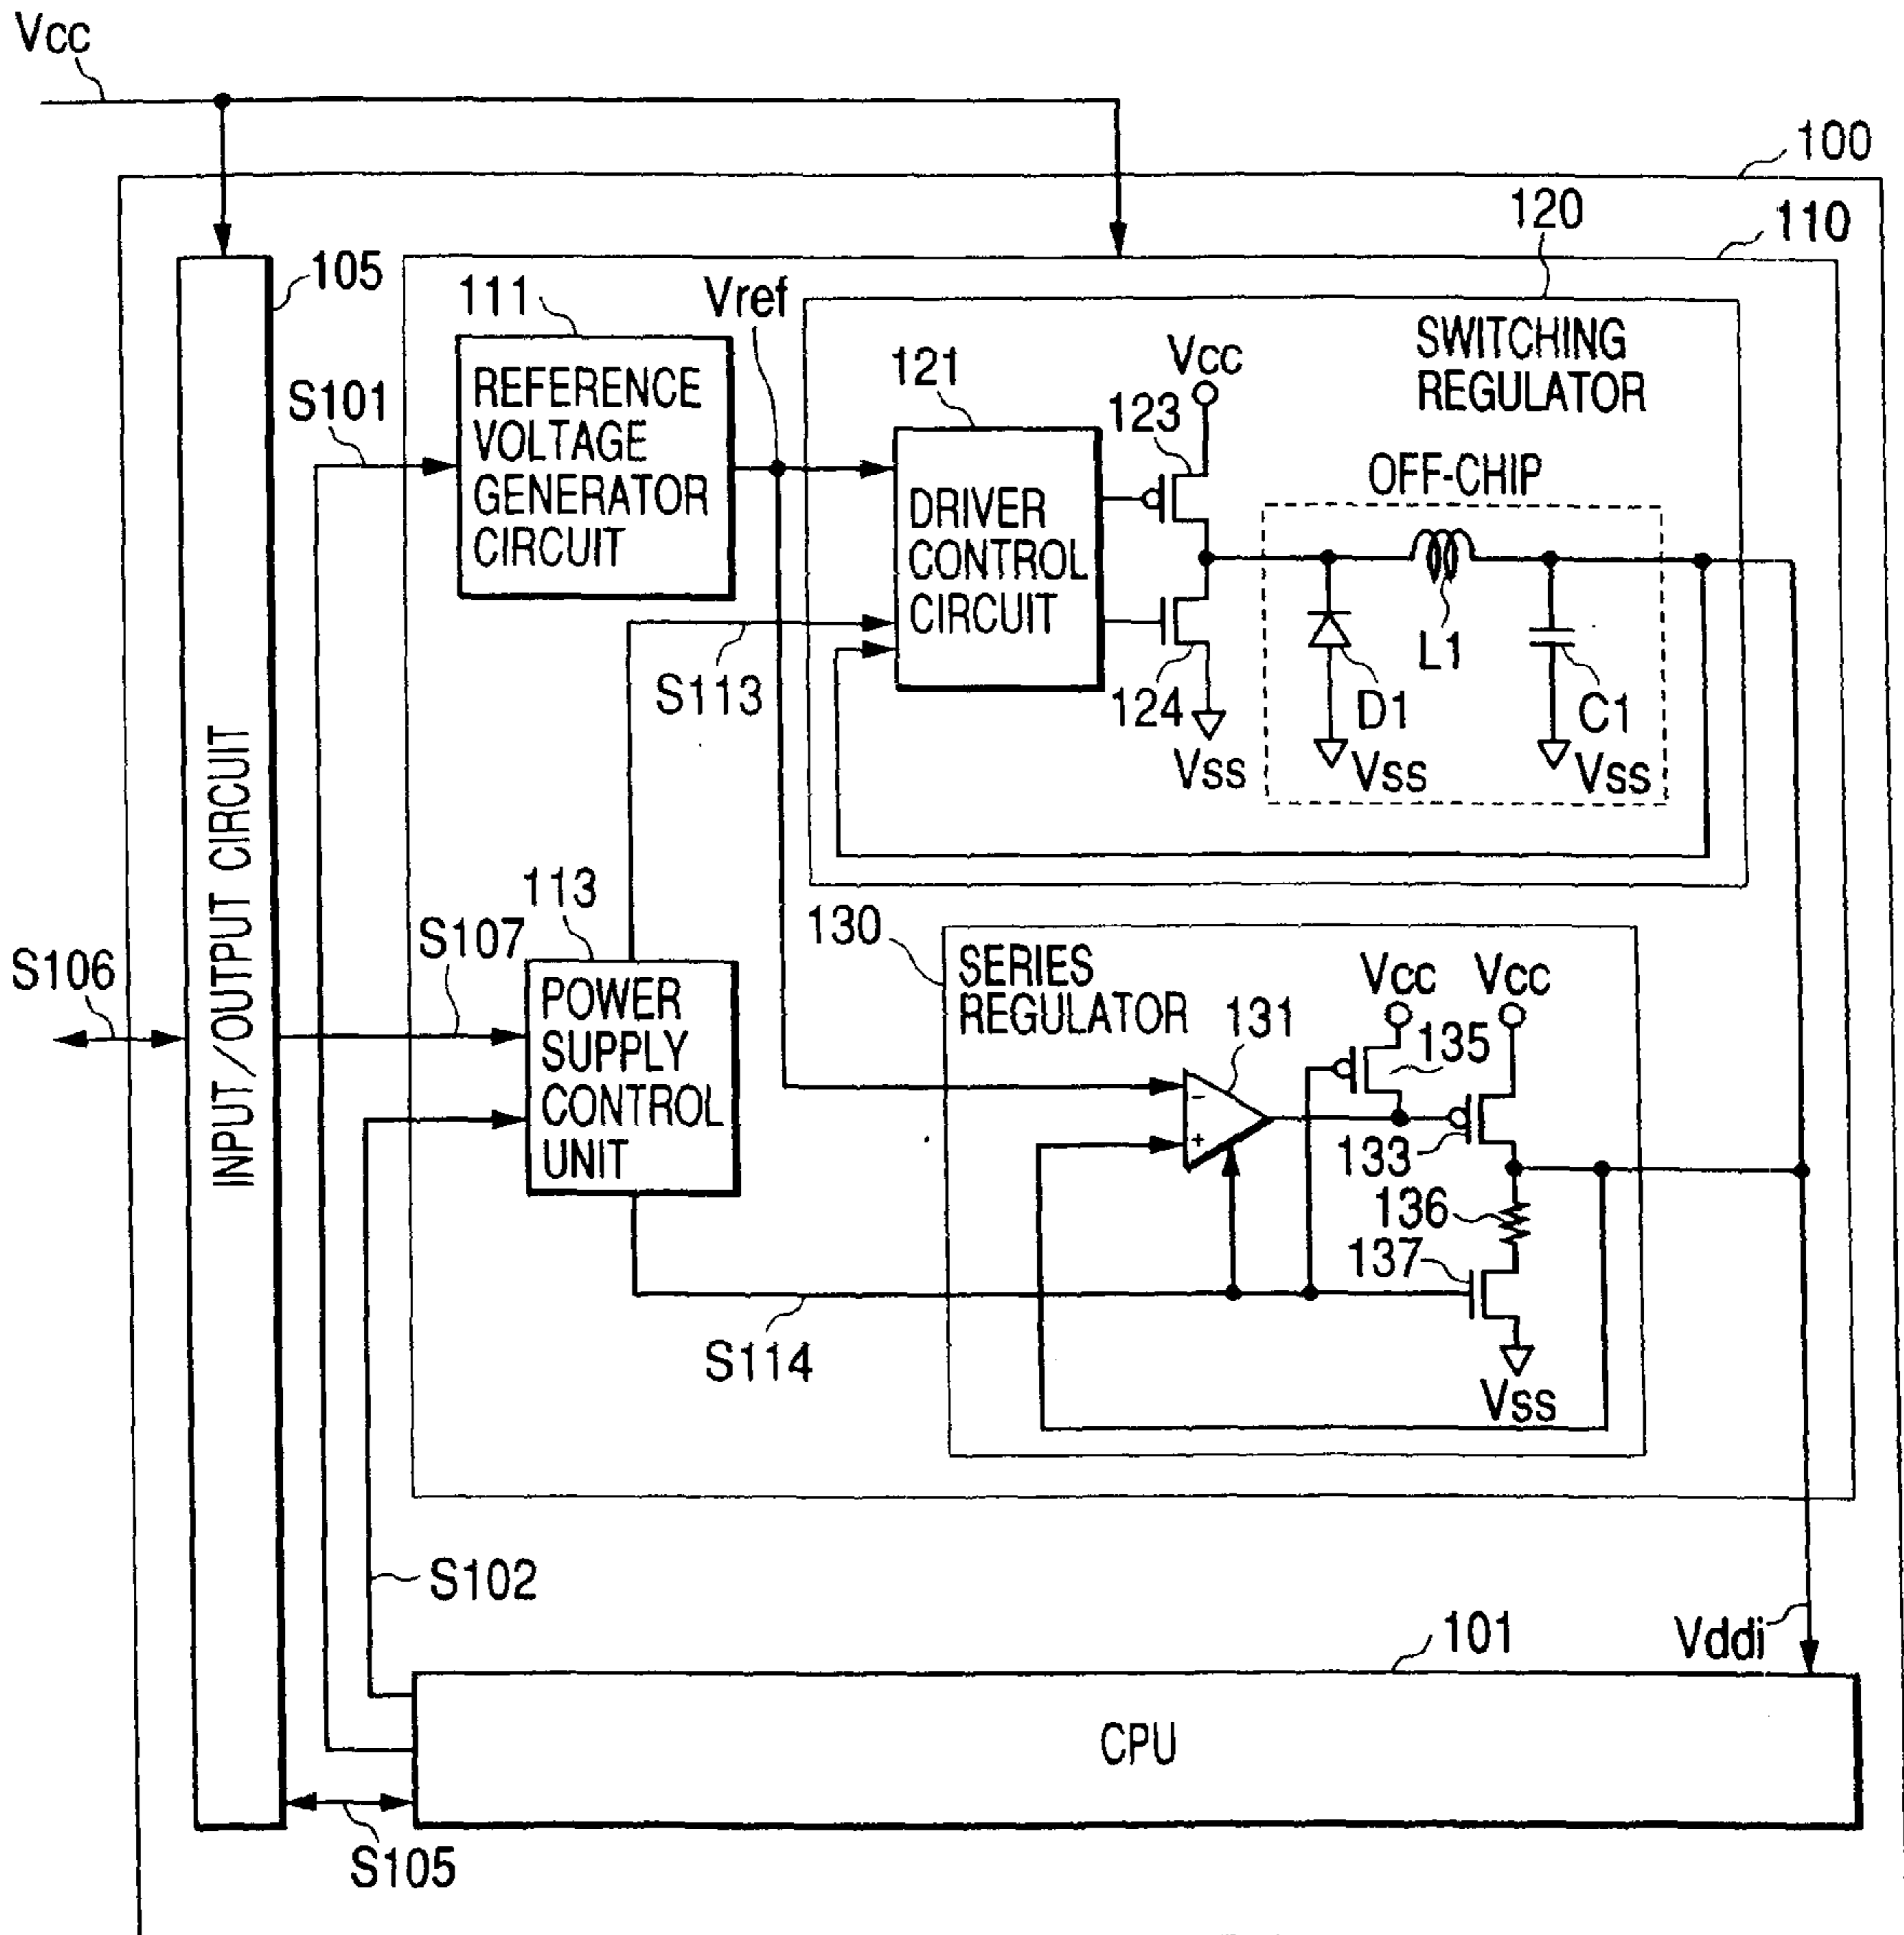 Vcc
100
120
110
105
111
Vref
SWITCHING
REGULATOR
Vcc
121
S101
REFERENCE
VOLTAGE
GENERATOR
CIRCUIT
123
OFF-CHIP
DRIVER
CONTROL
CIRCUIT
L1
S113
124
D1
C1
Vss
Vss
Vss
INPUT/OUTPUT CIRCUIT
113
S107
130
SERIES
REGULATOR
Vcc
Vcc
S106
POWER
SUPPLY
CONTROL
UNIT
131
135
-
+
133
136
137
S114
Vss
S102
101
Vddi
CPU
S105